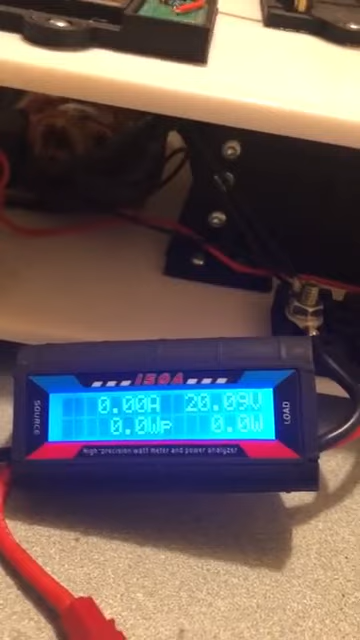 150A
SOURCE
0.00A 20.09V
0.0Wp 0.0W
LOAD
High-precision watt meter and power analyzer